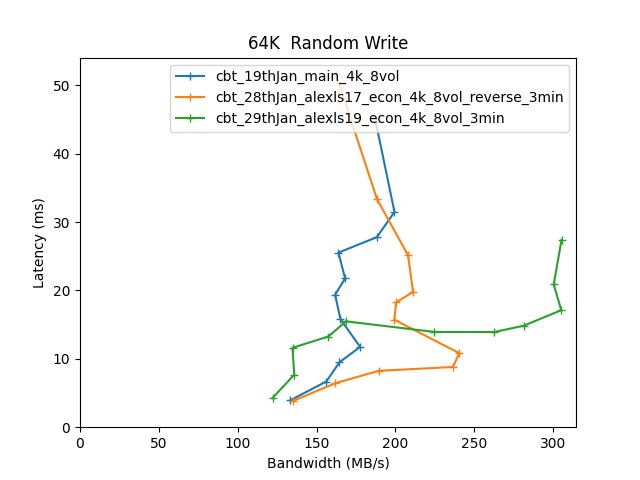 64K Random Write
cbt_19thJan_main_4k_8vol
cbt_28thJan_alexls17_econ_4k_8vol_reverse_3min
cbt_29thJan_alexls19_econ_4k_8vol_3min
Latency (ms)
50
40
30
20
10
0
0 50 100 150 200 250 300
Bandwidth (MB/s)